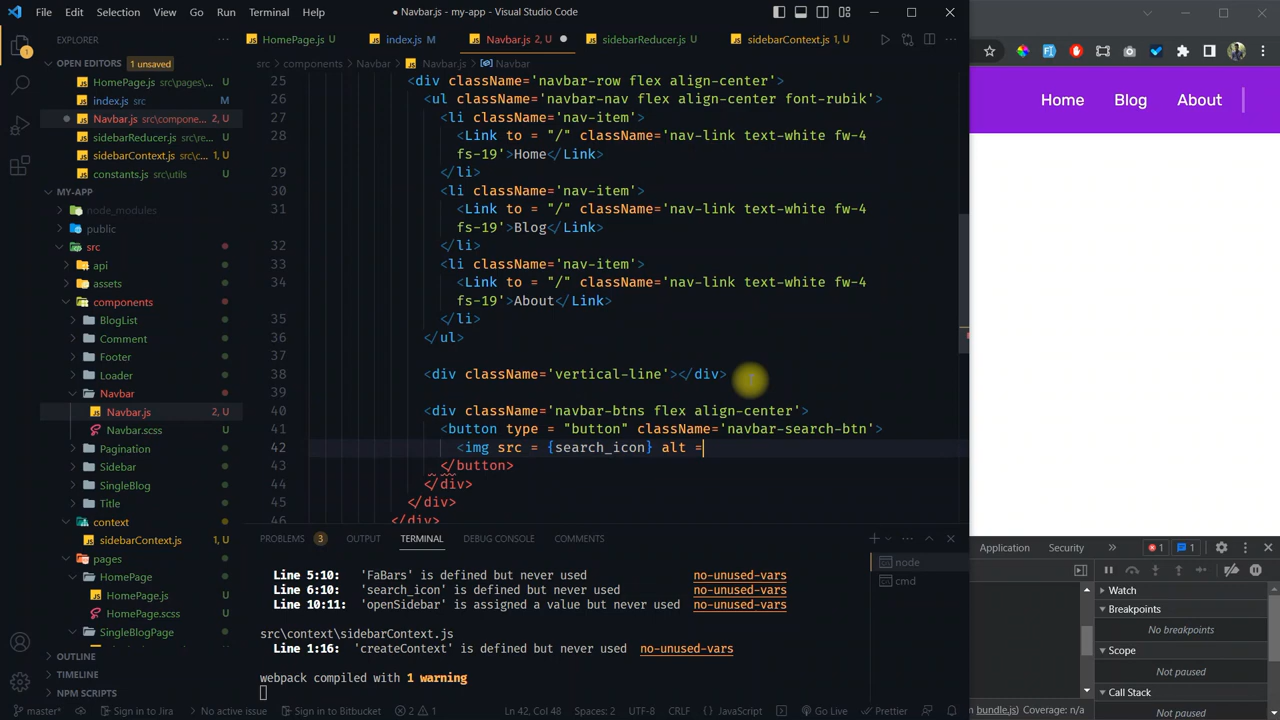 File Edit Selection View Go Run Terminal Help
● Navbar.js - my-app - Visual Studio Code
EXPLORER
OPEN EDITORS 1 unsaved
HomePage.js src\pages\...
index.js src M
Navbar.js src\compone... 2, U
sidebarReducer.js src\re...
sidebarContext.js src\c... 1, U
constants.js src\utils
MY-APP
node_modules
public
src
api
assets
components
BlogList
Comment
Footer
Loader
Navbar
Navbar.js 2, U
Navbar.scss U
Pagination
Sidebar
SingleBlog
Title
context
sidebarContext.js 1, U
pages
HomePage
HomePage.js U
HomePage.scss U
SingleBlogPage
OUTLINE
TIMELINE
NPM SCRIPTS
HomePage.js U index.js M Navbar.js 2, U ● sidebarReducer.js U sidebarContext.js 1, U
src > components > Navbar > Navbar.js > Navbar
25 <div className='navbar-row flex align-center'>
26 <ul className='navbar-nav flex align-center font-rubik'>
27 <li className='nav-item'>
28 <Link to = "/" className='nav-link text-white fw-4
fs-19'>Home</Link>
29 </li>
30 <li className='nav-item'>
31 <Link to = "/" className='nav-link text-white fw-4
fs-19'>Blog</Link>
32 </li>
33 <li className='nav-item'>
34 <Link to = "/" className='nav-link text-white fw-4
fs-19'>About</Link>
35 </li>
36 </ul>
37
38 <div className='vertical-line'></div>
39
40 <div className='navbar-btns flex align-center'>
41 <button type = "button" className='navbar-search-btn'>
42 <img src = {search_icon} alt =
43 </button>
44 </div>
45 </div>
46 </div>
PROBLEMS 3 OUTPUT TERMINAL DEBUG CONSOLE COMMENTS
Line 5:10: 'FaBars' is defined but never used no-unused-vars
Line 6:10: 'search_icon' is defined but never used no-unused-vars
Line 10:11: 'openSidebar' is assigned a value but never used no-unused-vars
src\context\sidebarContext.js
Line 1:16: 'createContext' is defined but never used no-unused-vars
webpack compiled with 1 warning
node
cmd
master* Sign in to Jira No active issue Sign in to Bitbucket 2 1 Ln 42, Col 48 Spaces: 2 UTF-8 CRLF JavaScript Go Live Prettier
Home Blog About
Application Security 1 1
Watch
Breakpoints
No breakpoints
Scope
Not paused
Call Stack
Not paused
bundle.js) Coverage: n/a